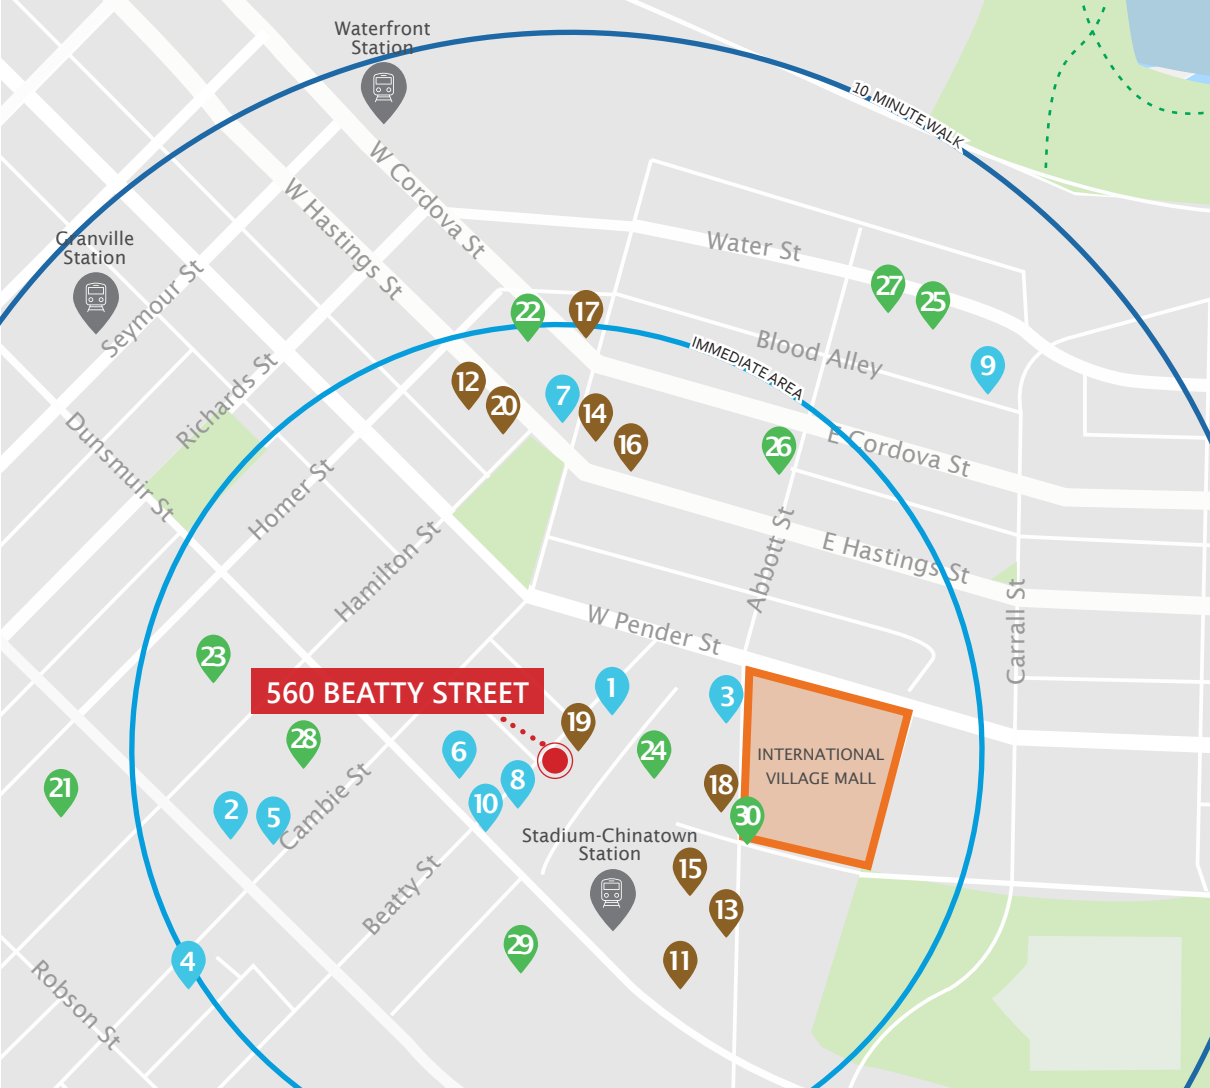 Waterfront
Station
10 MINUTE WALK
W Cordova St
W Hastings St
Granville
Station
Seymour St
Water St
27
25
22
17
Blood Alley
IMMEDIATE AREA
9
Richards St
12
20
7
14
16
26
E Cordova St
Dunsmuir St
Homer St
Hamilton St
Abbott St
E Hastings St
W Pender St
Carrall St
23
560 BEATTY STREET
1
3
19
28
6
24
INTERNATIONAL
VILLAGE MALL
21
8
18
2
5
10
30
Cambie St
Stadium-Chinatown
Station
15
Beatty St
13
29
4
11
Robson St